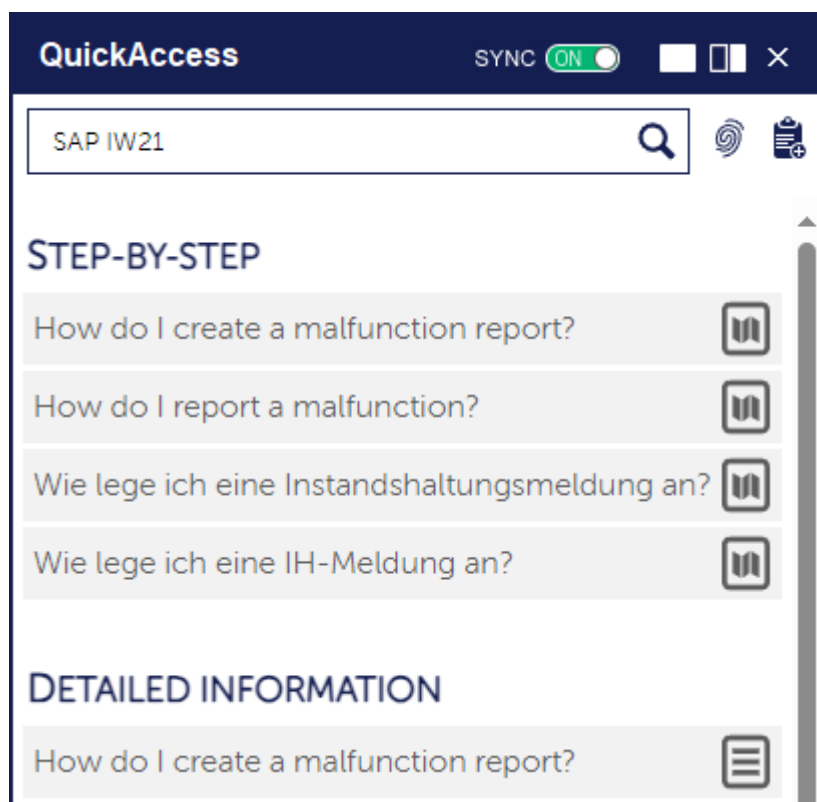 QuickAccess
SYNC ON
SAP IW21
STEP-BY-STEP
How do I create a malfunction report?
How do I report a malfunction?
Wie lege ich eine Instandshaltungsmeldung an?
Wie lege ich eine IH-Meldung an?
DETAILED INFORMATION
How do I create a malfunction report?